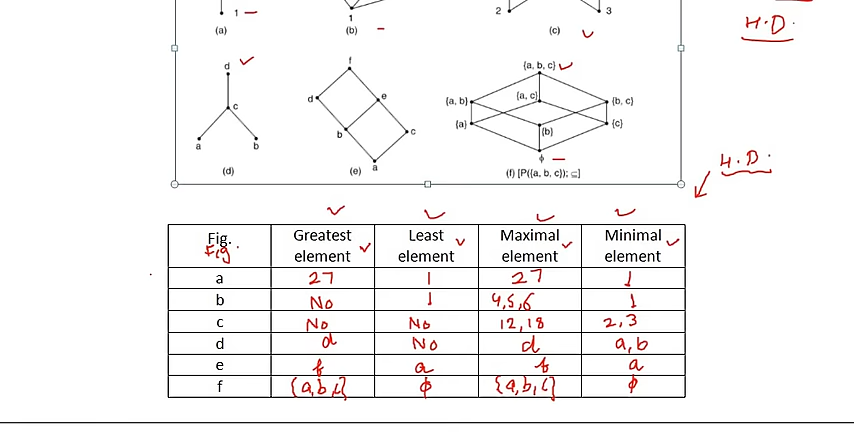 1
1
2
3
H.D.
(a)
(b)
(c)
d
c
a
b
(d)
f
d
e
b
c
a
(e)
{a, b, c}
{a, b}
{a, c}
{b, c}
{a}
{b}
{c}
ϕ
(f) [P({a, b, c}); ⊆]
H.D.
Fig. Greatest element Least element Maximal element Minimal element
Fig.
a 27 1 27 1
b No 1 4,5,6 1
c No No 12,18 2,3
d d No d a,b
e f a f a
f {a,b,c} ϕ {a,b,c} ϕ